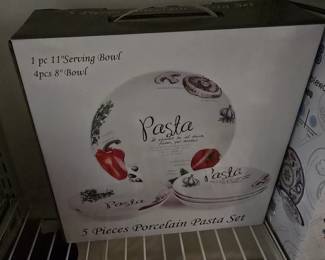 1 pc 11"Serving Bowl
4pcs 8" Bowl
Pasta
Pasta
Pasta
5 Pieces Porcelain Pasta Set